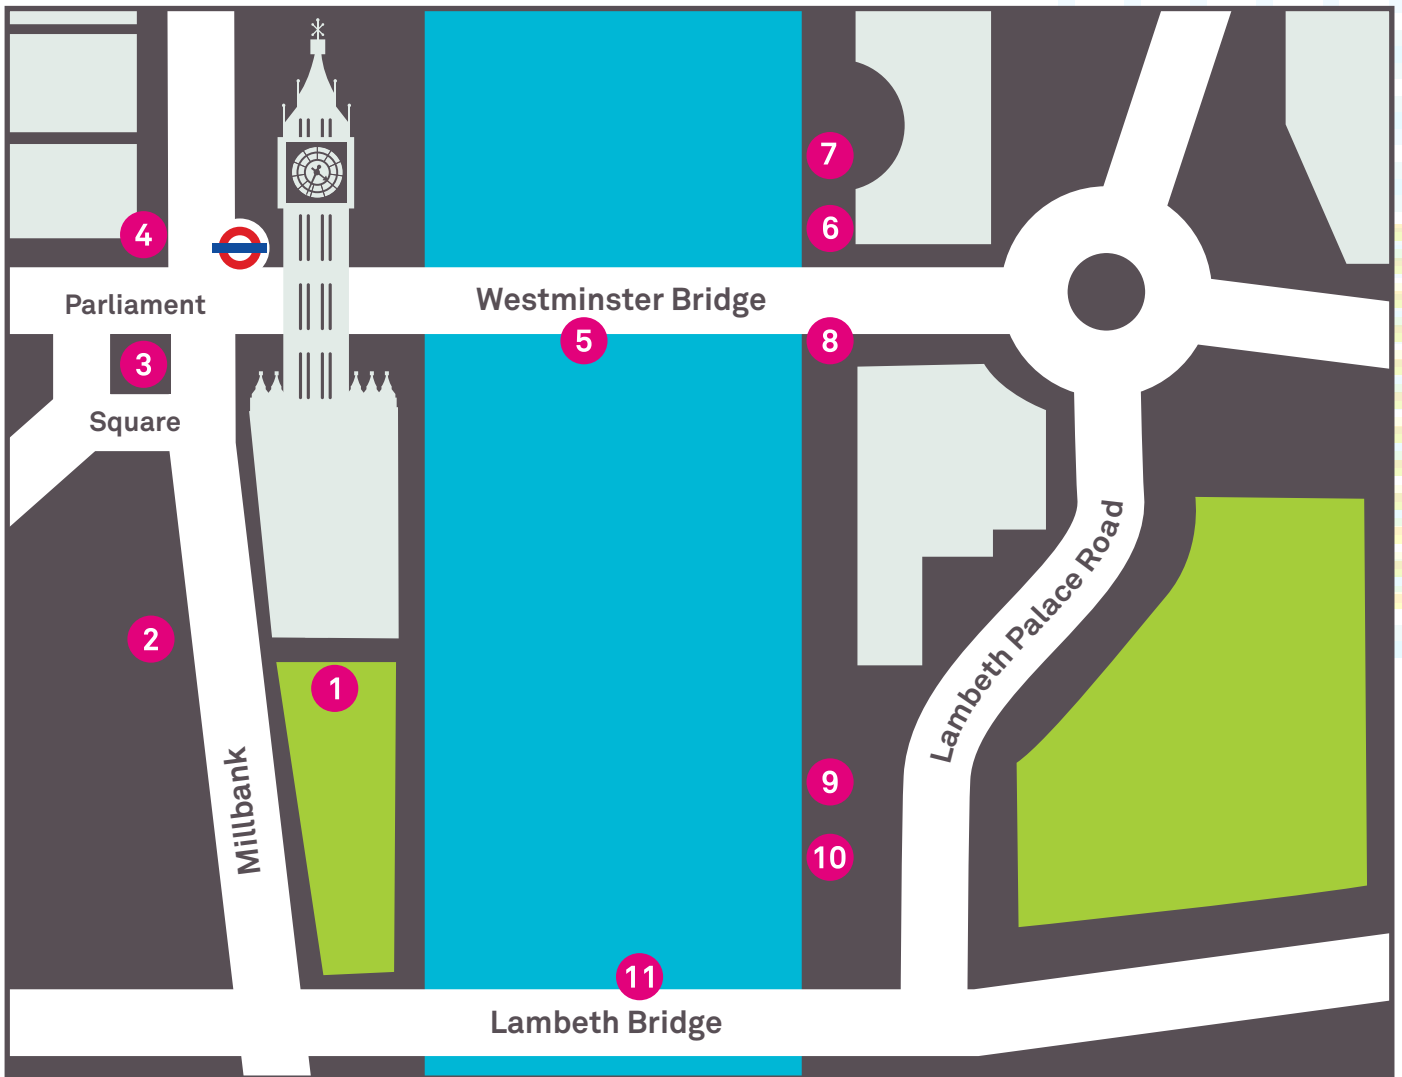 7
6
4
Parliament
Westminster Bridge
5
8
3
Square
Lambeth Palace Road
2
1
Millbank
9
10
11
Lambeth Bridge